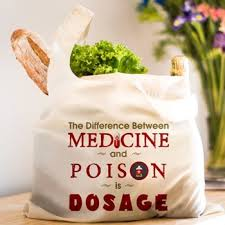 The Difference Between
MEDICINE
and
POISON
is
DOSAGE